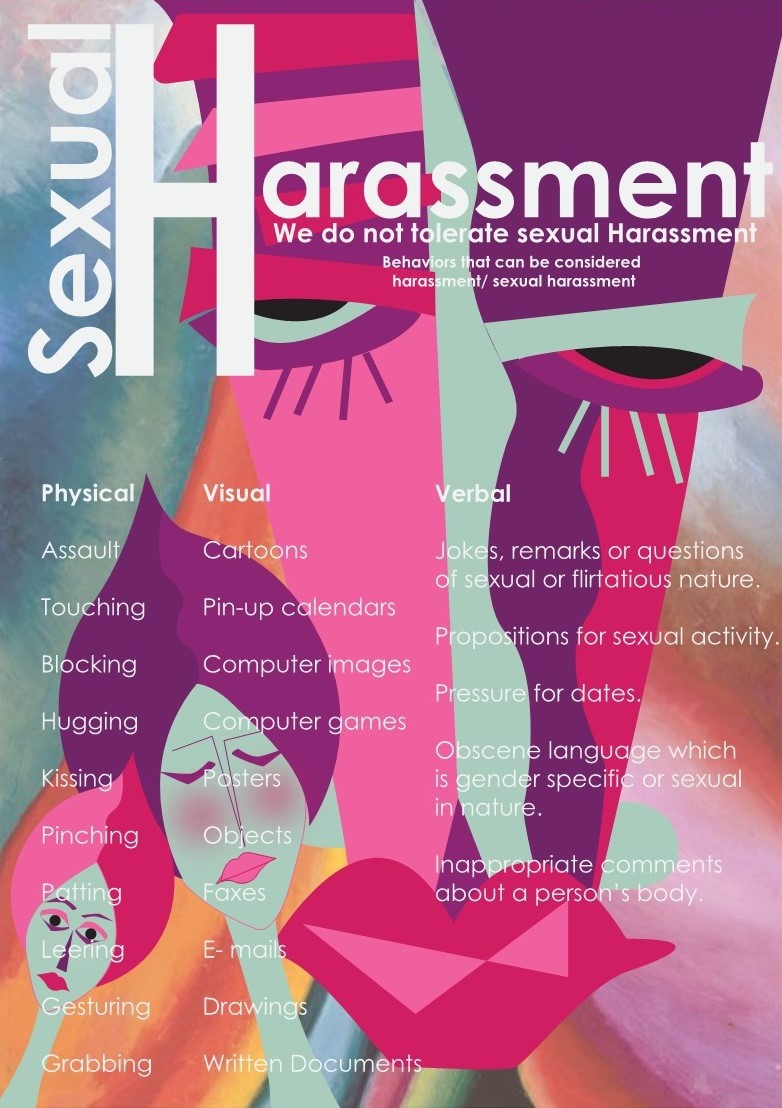 Sexual
Harassment
We do not tolerate sexual Harassment
Behaviors that can be considered
harassment/ sexual harassment
Physical
Assault
Touching
Blocking
Hugging
Kissing
Pinching
Patting
Leering
Gesturing
Grabbing
Visual
Cartoons
Pin-up calendars
Computer images
Computer games
Posters
Objects
Faxes
E- mails
Drawings
Written Documents
Verbal
Jokes, remarks or questions
of sexual or flirtatious nature.
Propositions for sexual activity.
Pressure for dates.
Obscene language which
is gender specific or sexual
in nature.
Inappropriate comments
about a person's body.